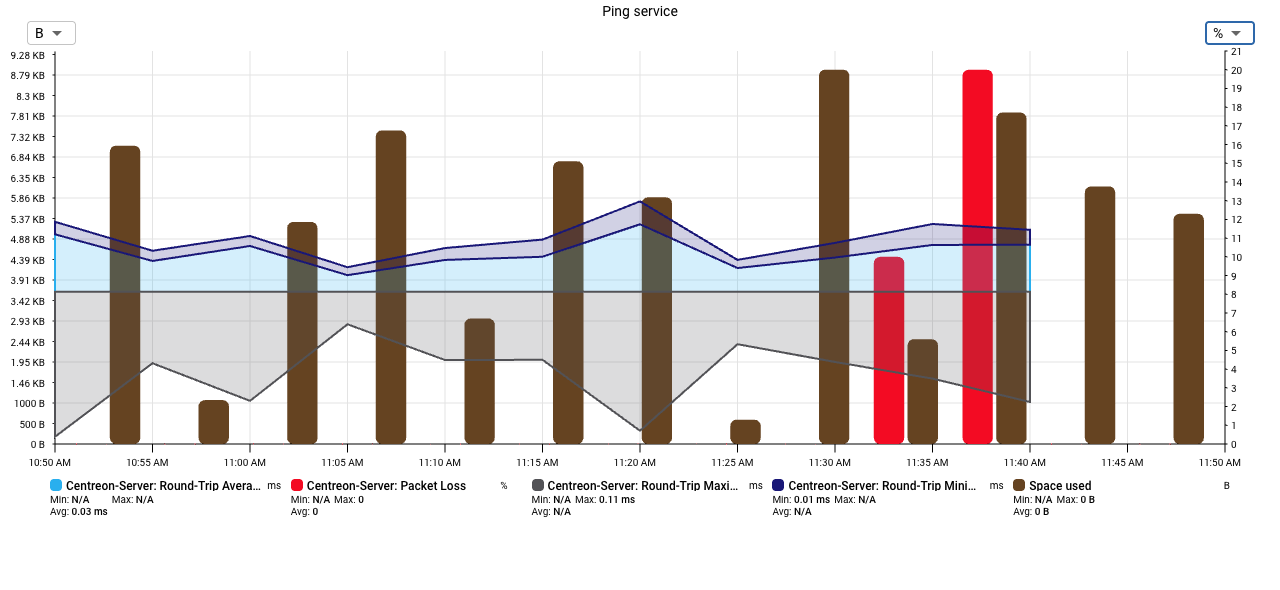 Ping service
B
%
9.28 KB
8.79 KB
8.3 KB
7.81 KB
7.32 KB
6.84 KB
6.35 KB
5.86 KB
5.37 KB
4.88 KB
4.39 KB
3.91 KB
3.42 KB
2.93 KB
2.44 KB
1.95 KB
1.46 KB
1000 B
500 B
0 B
21
20
19
18
17
16
15
14
13
12
11
10
9
8
7
6
5
4
3
2
1
0
10:50 AM 10:55 AM 11:00 AM 11:05 AM 11:10 AM 11:15 AM 11:20 AM 11:25 AM 11:30 AM 11:35 AM 11:40 AM 11:45 AM 11:50 AM
Centreon-Server: Round-Trip Avera... ms
Min: N/A Max: N/A
Avg: 0.03 ms
Centreon-Server: Packet Loss %
Min: N/A Max: 0
Avg: 0
Centreon-Server: Round-Trip Maxi... ms
Min: N/A Max: 0.11 ms
Avg: N/A
Centreon-Server: Round-Trip Mini... ms
Min: 0.01 ms Max: N/A
Avg: N/A
Space used B
Min: N/A Max: 0 B
Avg: 0 B